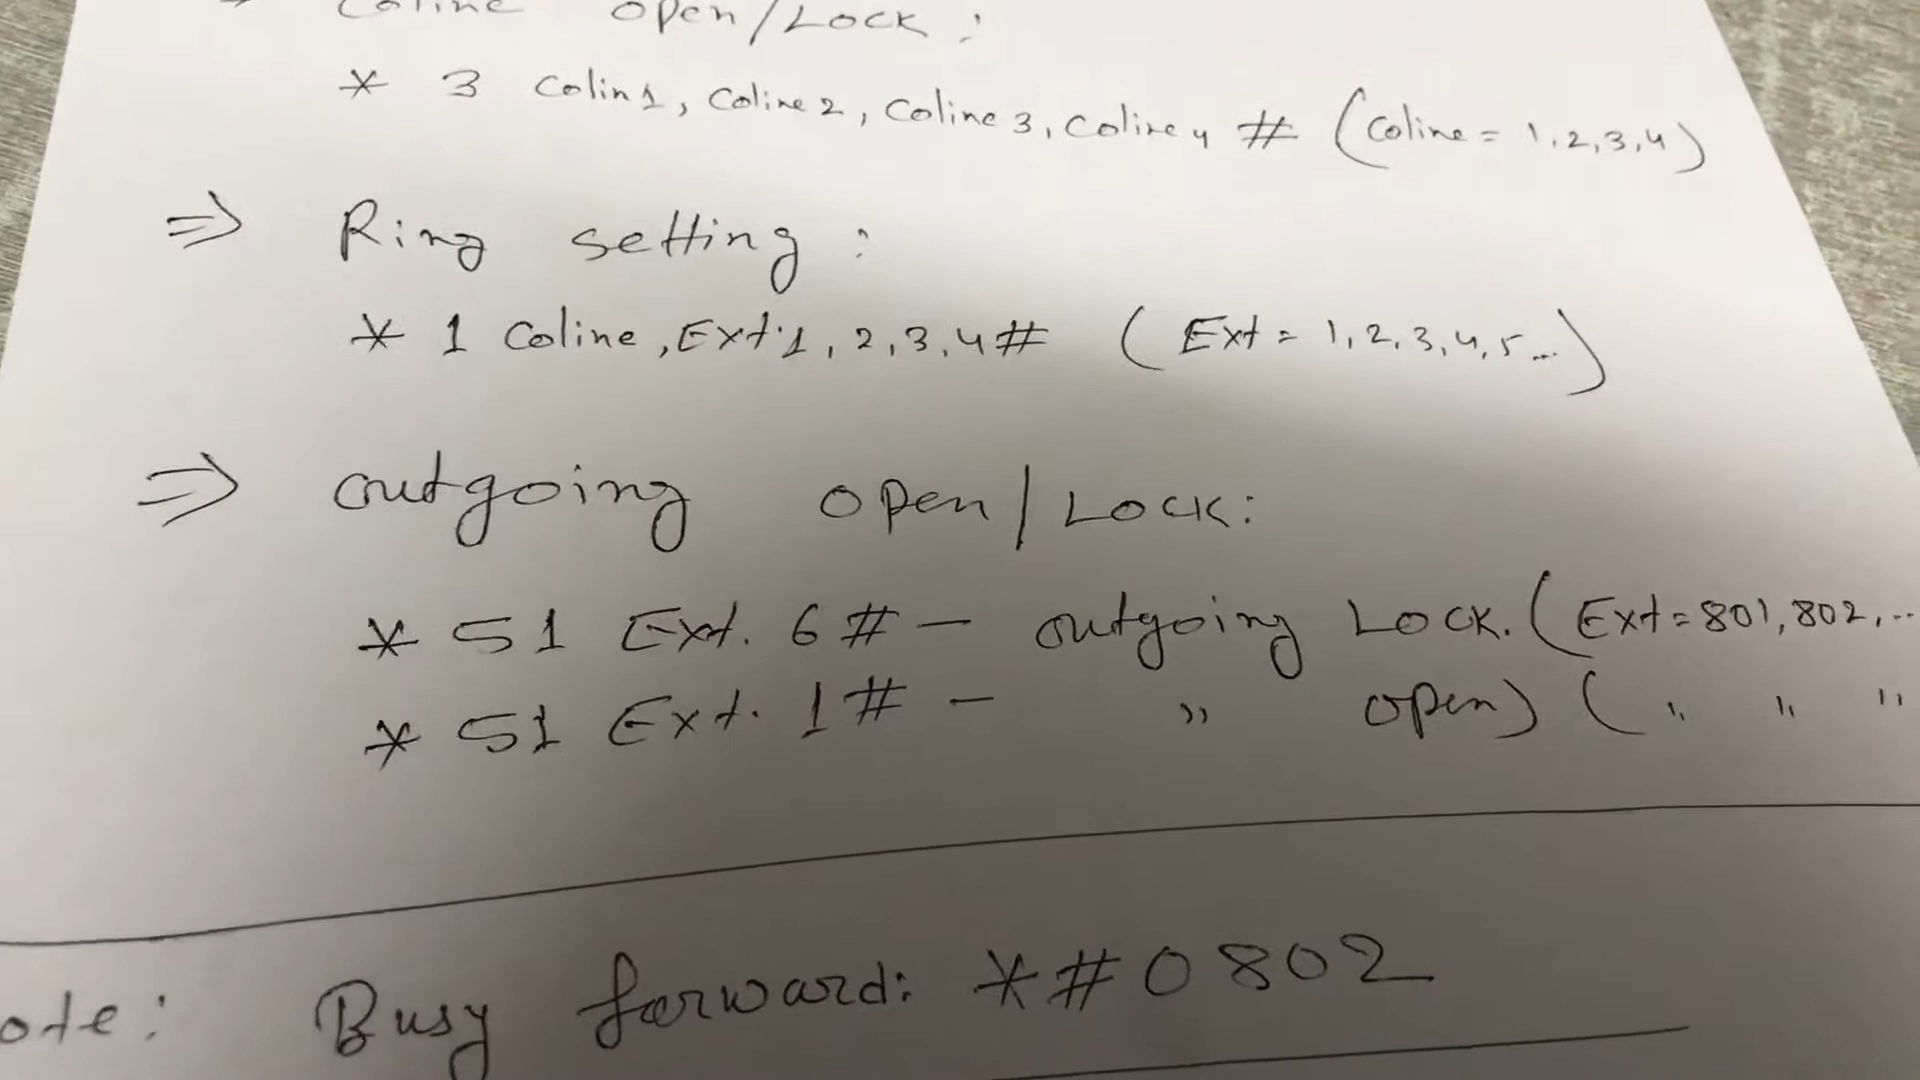 ⇒ Coline open/Lock:
* 3 Colin1, Coline2, Coline3, Coline4 # (Coline = 1,2,3,4)
⇒ Ring setting:
* 1 Coline, Ext.1, 2, 3, 4 # (Ext = 1, 2, 3, 4, 5...)
⇒ outgoing open/Lock:
* 51 Ext. 6 # - outgoing Lock. (Ext = 801, 802, ...
* 51 Ext. 1 # - " open) ( " " "
ote: Busy forward: *#0802